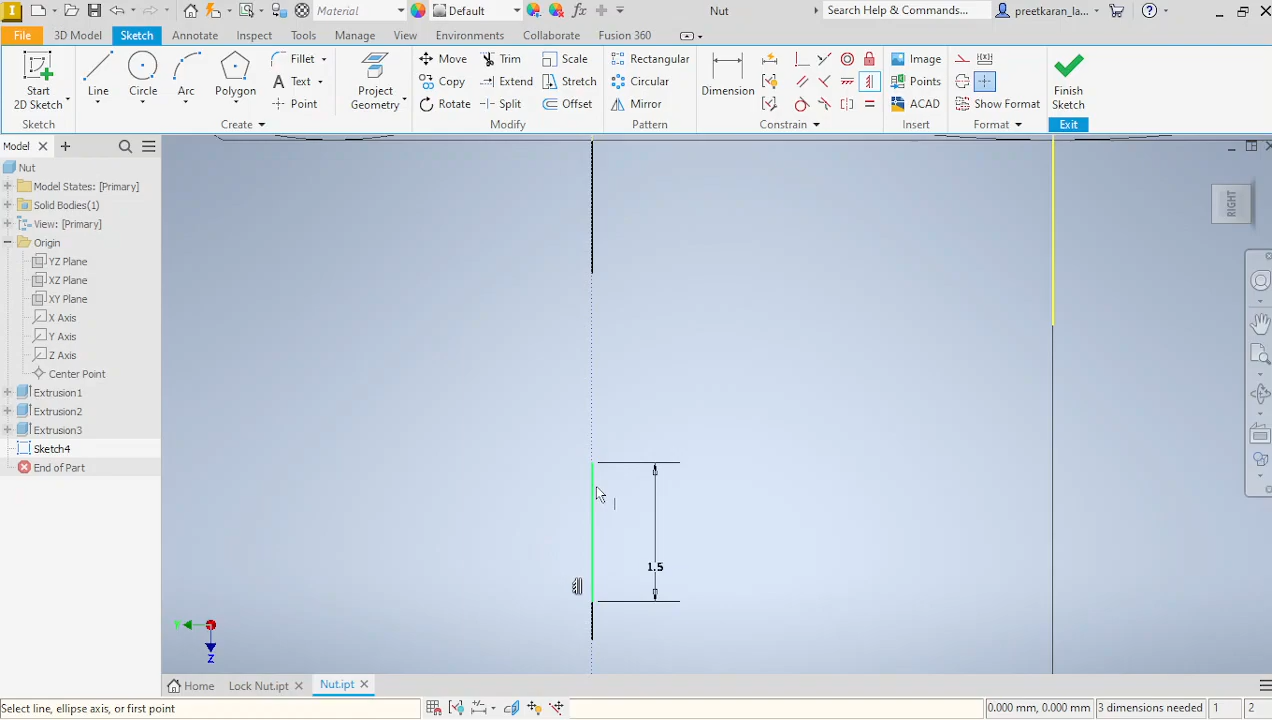 Material Default fx Nut Search Help & Commands... preetkaran_la...
File 3D Model Sketch Annotate Inspect Tools Manage View Environments Collaborate Fusion 360
Start 2D Sketch Line Circle Arc Polygon Fillet Text Point Project Geometry
Move Copy Rotate Trim Extend Split Scale Stretch Offset
Rectangular Circular Mirror Dimension Image Points ACAD Show Format Finish Sketch
Sketch Create Modify Pattern Constrain Insert Format Exit
Model
Nut
Model States: [Primary]
Solid Bodies(1)
View: [Primary]
Origin
YZ Plane
XZ Plane
XY Plane
X Axis
Y Axis
Z Axis
Center Point
Extrusion1
Extrusion2
Extrusion3
Sketch4
End of Part
RIGHT
1.5
Y
Z
Home Lock Nut.ipt Nut.ipt
Select line, ellipse axis, or first point 0.000 mm, 0.000 mm 3 dimensions needed 1 2